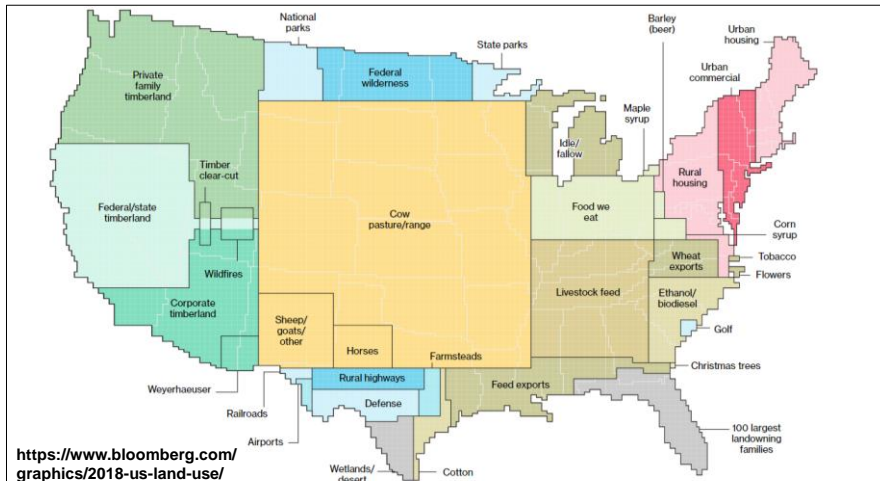 National
parks
Barley
(beer)
Urban
housing
State parks
Urban
commercial
Private
family
timberland
Federal
wilderness
Maple
syrup
Idle/
fallow
Timber
clear-cut
Rural
housing
Federal/state
timberland
Cow
pasture/range
Food we
eat
Corn
syrup
Wildfires
Wheat
exports
Tobacco
Flowers
Livestock feed
Ethanol/
biodiesel
Corporate
timberland
Sheep/
goats/
other
Golf
Horses
Farmsteads
Christmas trees
Weyerhaeuser
Rural highways
Feed exports
Railroads
Defense
Airports
100 largest
landowning
families
https://www.bloomberg.com/
graphics/2018-us-land-use/
Wetlands/
desert
Cotton